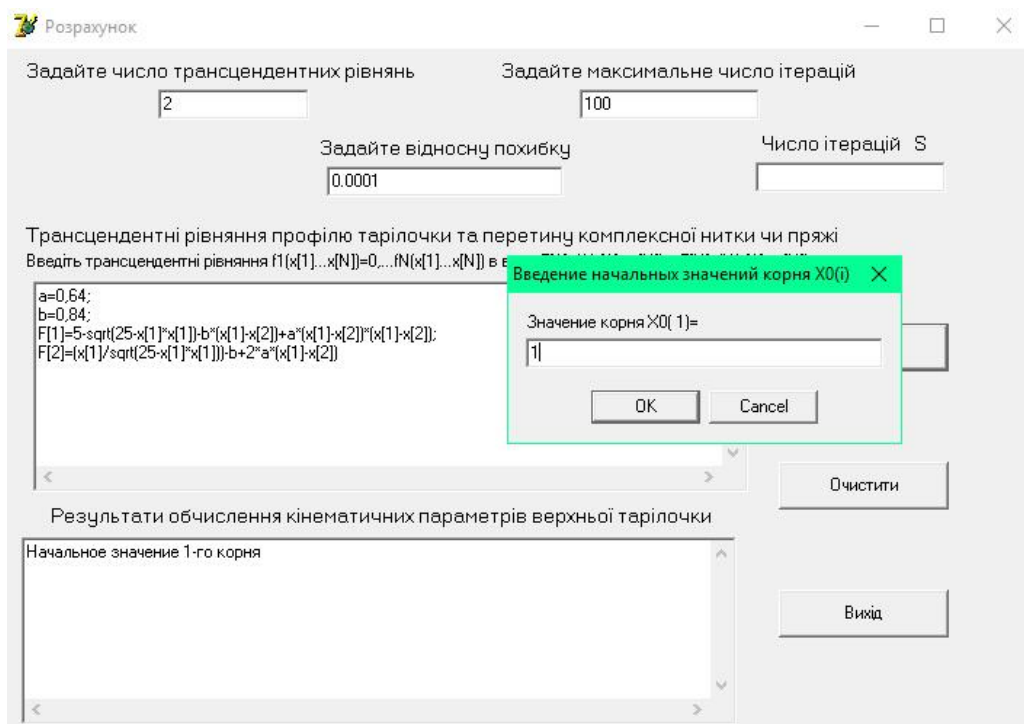 Розрахунок
Задайте число трансцендентних рівнянь
Задайте максимальне число ітерацій
2
100
Задайте відносну похибку
Число ітерацій S
0.0001
Трансцендентні рівняння профілю тарілочки та перетину комплексної нитки чи пряжі
Введіть трансцендентні рівняння f1(x[1]...x[N])=0,...fN(x[1]...x[N]) в
Введение начальных значений корня X0(i)
a=0,64;
b=0,84;
F[1]=5-sqrt(25-x[1]*x[1])-b*(x[1]-x[2])+a*(x[1]-x[2])*(x[1]-x[2]);
F[2]=(x[1]/sqrt(25-x[1]*x[1]))-b+2*a*(x[1]-x[2])
Значение корня X0( 1)=
1
OK
Cancel
Очистити
Результати обчислення кінематичних параметрів верхньої тарілочки
Начальное значение 1-го корня
Вихід